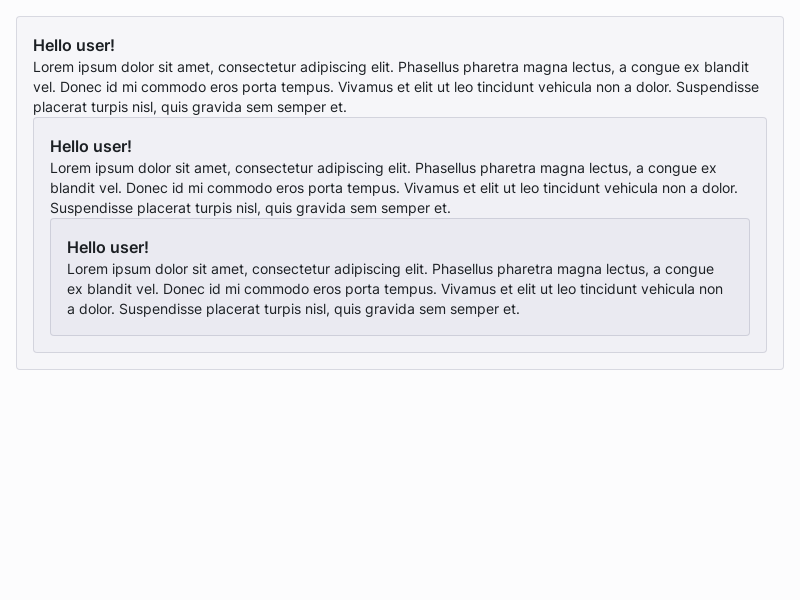 Hello user!
Lorem ipsum dolor sit amet, consectetur adipiscing elit. Phasellus pharetra magna lectus, a congue ex blandit
vel. Donec id mi commodo eros porta tempus. Vivamus et elit ut leo tincidunt vehicula non a dolor. Suspendisse
placerat turpis nisl, quis gravida sem semper et.
Hello user!
Lorem ipsum dolor sit amet, consectetur adipiscing elit. Phasellus pharetra magna lectus, a congue ex
blandit vel. Donec id mi commodo eros porta tempus. Vivamus et elit ut leo tincidunt vehicula non a dolor.
Suspendisse placerat turpis nisl, quis gravida sem semper et.
Hello user!
Lorem ipsum dolor sit amet, consectetur adipiscing elit. Phasellus pharetra magna lectus, a congue
ex blandit vel. Donec id mi commodo eros porta tempus. Vivamus et elit ut leo tincidunt vehicula non
a dolor. Suspendisse placerat turpis nisl, quis gravida sem semper et.